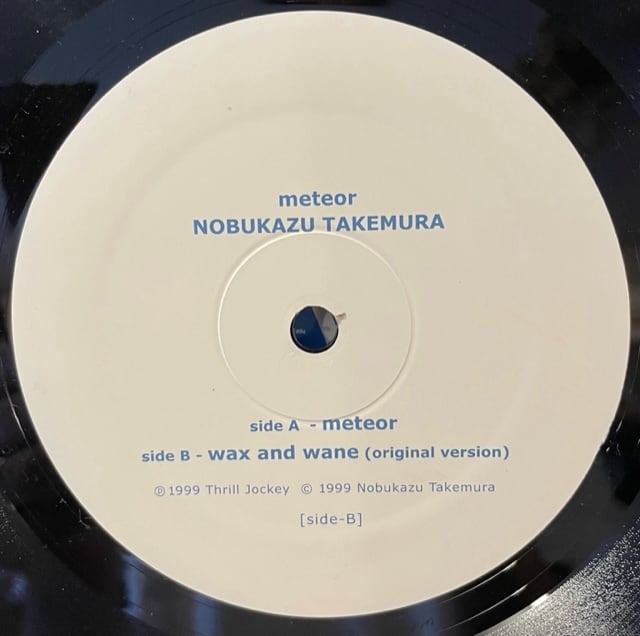 meteor
NOBUKAZU TAKEMURA
side A - meteor
side B - wax and wane (original version)
℗ 1999 Thrill Jockey © 1999 Nobukazu Takemura
[side-B]